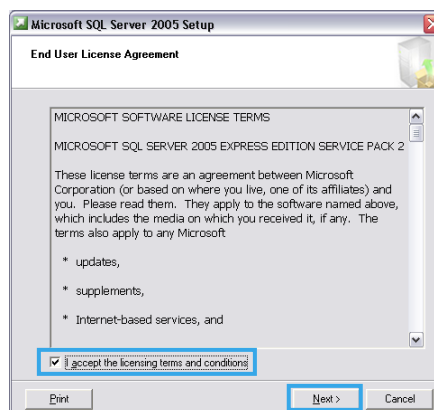 Microsoft SQL Server 2005 Setup
End User License Agreement
MICROSOFT SOFTWARE LICENSE TERMS
MICROSOFT SQL SERVER 2005 EXPRESS EDITION SERVICE PACK 2
These license terms are an agreement between Microsoft
Corporation (or based on where you live, one of its affiliates) and
you. Please read them. They apply to the software named above,
which includes the media on which you received it, if any. The
terms also apply to any Microsoft
* updates,
* supplements,
* Internet-based services, and
I accept the licensing terms and conditions
Print
Next >
Cancel